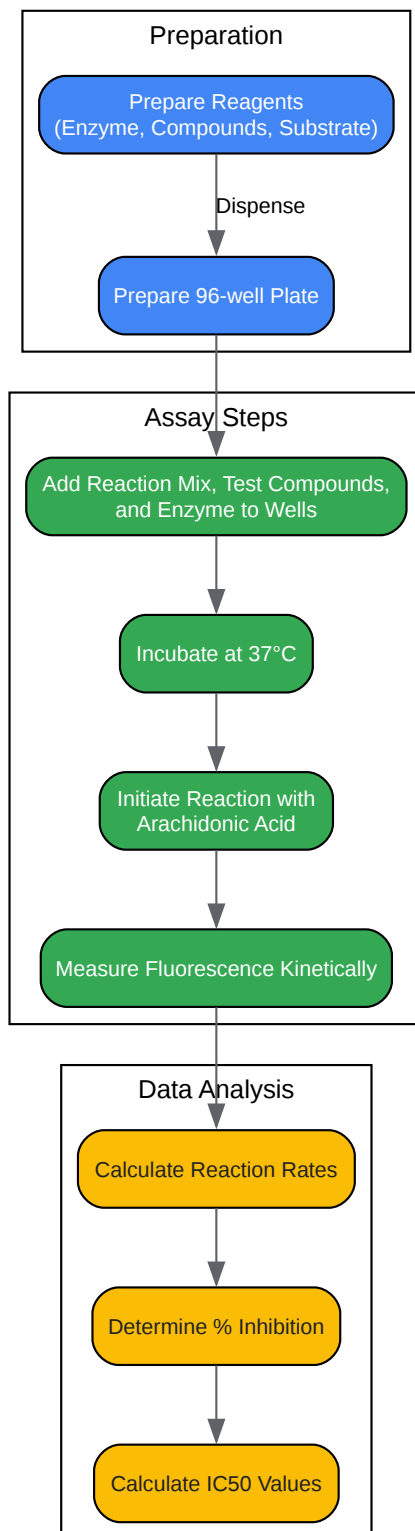 Preparation
Prepare Reagents
(Enzyme, Compounds, Substrate)
Dispense
Prepare 96-well Plate
Assay Steps
Add Reaction Mix, Test Compounds,
and Enzyme to Wells
Incubate at 37°C
Initiate Reaction with
Arachidonic Acid
Measure Fluorescence Kinetically
Data Analysis
Calculate Reaction Rates
Determine % Inhibition
Calculate IC50 Values